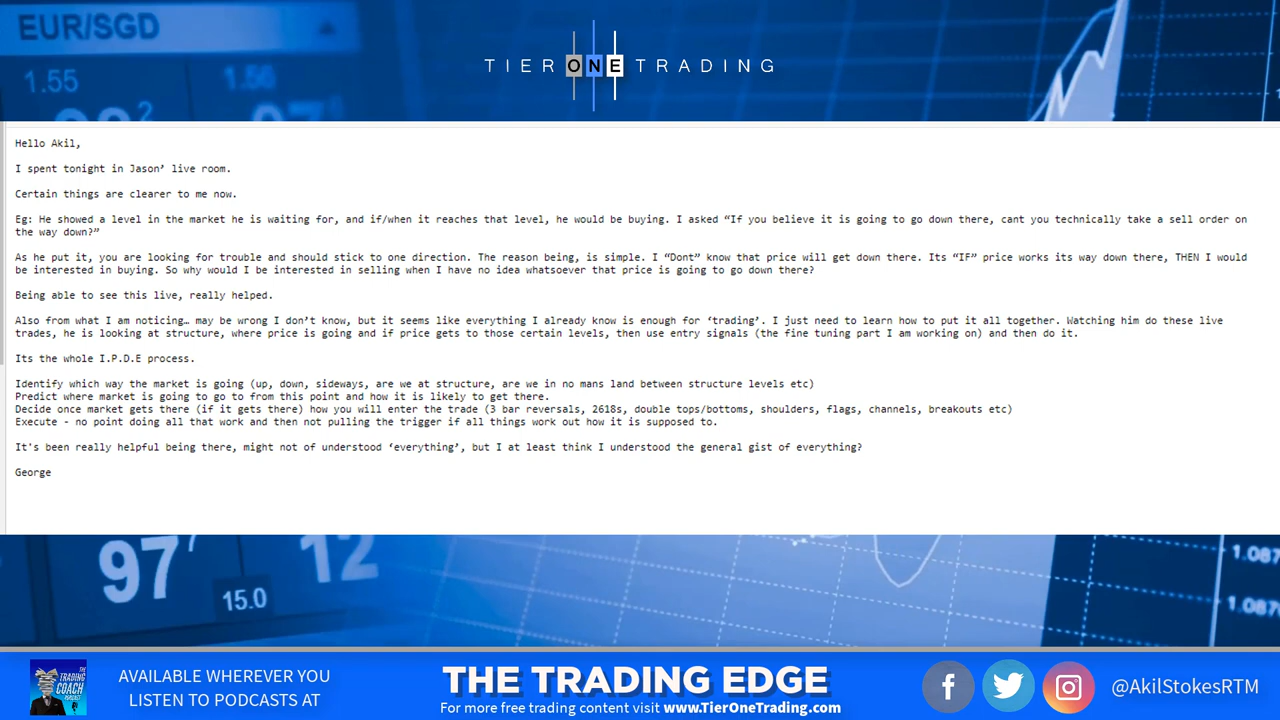 EUR/SGD
1.55
1.56
TIER ONE TRADING
Hello Akil,
I spent tonight in Jason’ live room.
Certain things are clearer to me now.
Eg: He showed a level in the market he is waiting for, and if/when it reaches that level, he would be buying. I asked “If you believe it is going to go down there, cant you technically take a sell order on
the way down?”
As he put it, you are looking for trouble and should stick to one direction. The reason being, is simple. I “Dont” know that price will get down there. Its “IF” price works its way down there, THEN I would
be interested in buying. So why would I be interested in selling when I have no idea whatsoever that price is going to go down there?
Being able to see this live, really helped.
Also from what I am noticing… may be wrong I don’t know, but it seems like everything I already know is enough for ‘trading’. I just need to learn how to put it all together. Watching him do these live
trades, he is looking at structure, where price is going and if price gets to those certain levels, then use entry signals (the fine tuning part I am working on) and then do it.
Its the whole I.P.D.E process.
Identify which way the market is going (up, down, sideways, are we at structure, are we in no mans land between structure levels etc)
Predict where market is going to go to from this point and how it is likely to get there.
Decide once market gets there (if it gets there) how you will enter the trade (3 bar reversals, 2618s, double tops/bottoms, shoulders, flags, channels, breakouts etc)
Execute - no point doing all that work and then not pulling the trigger if all things work out how it is supposed to.
It's been really helpful being there, might not of understood ‘everything’, but I at least think I understood the general gist of everything?
George
97 7
12
15.0
1.087
1.087
THE TRADING COACH PODCAST
AVAILABLE WHEREVER YOU
LISTEN TO PODCASTS AT
THE TRADING EDGE
For more free trading content visit www.TierOneTrading.com
@AkilStokesRTM